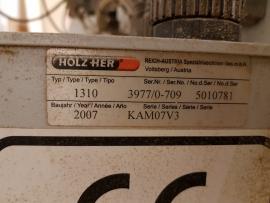 HOLZ HER
REICH-AUSTRIA Spezialmaschinen Ges.m.b.H.
Voitsberg / Austria
Typ / Type / Type / Tipo
Ser.Nr. / Ser.No. / No.d.Ser / No.d.Ser
1310 3977/0-709 5010781
Baujahr / Year / Année / Año
Serie / Series / Série / Serie
2007 KAM07V3
CE